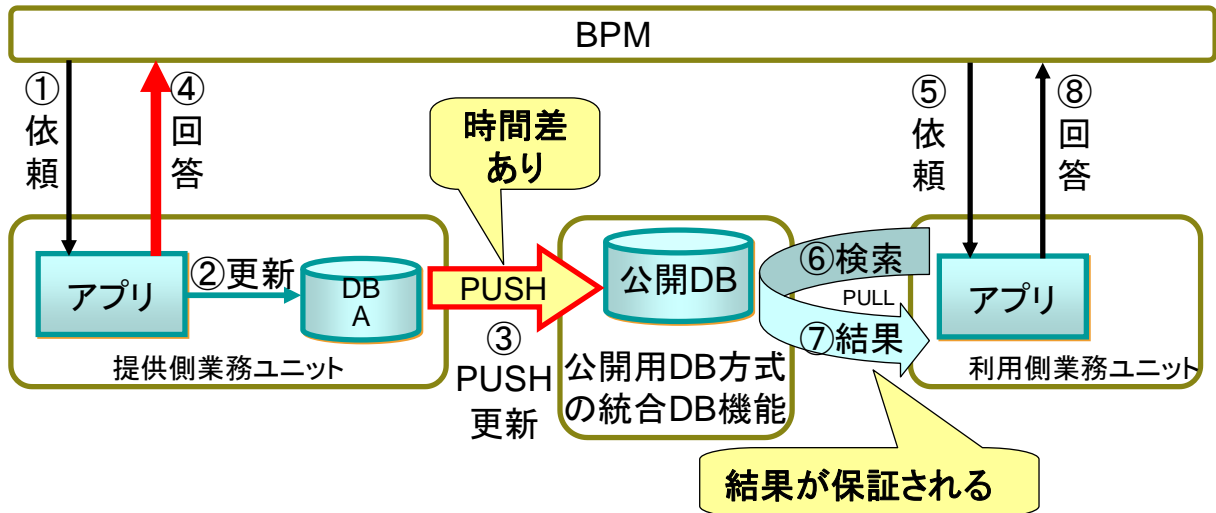 BPM
①
依
頼
④
回
答
時間差
あり
⑤
依
頼
⑧
回
答
アプリ
②更新
DB
A
提供側業務ユニット
PUSH
③
PUSH
更新
公開DB
公開用DB方式
の統合DB機能
⑥検索
PULL
⑦結果
アプリ
利用側業務ユニット
結果が保証される